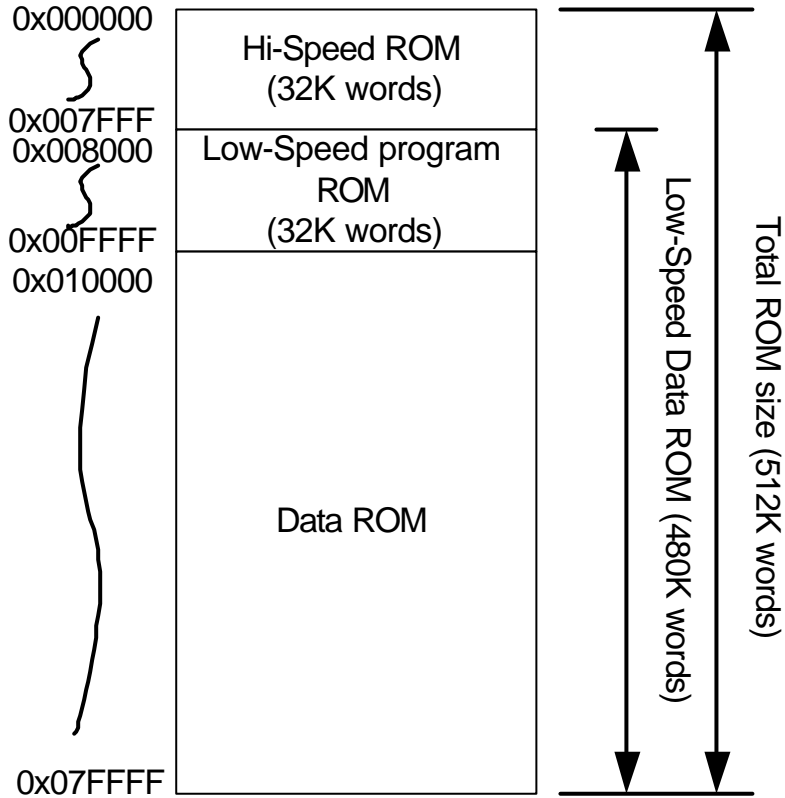 0x000000
Hi-Speed ROM
(32K words)
0x007FFF
0x008000
Low-Speed program
ROM
(32K words)
0x00FFFF
0x010000
Data ROM
0x07FFFF
Low-Speed Data ROM (480K words)
Total ROM size (512K words)